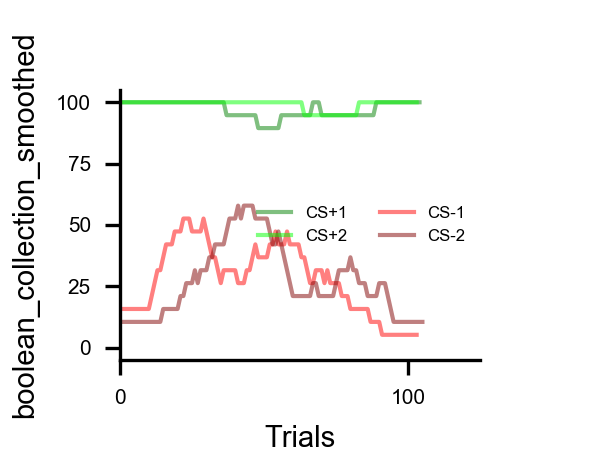 boolean_collection_smoothed
100
75
50
25
0
CS+1
CS-1
CS+2
CS-2
0
100
Trials